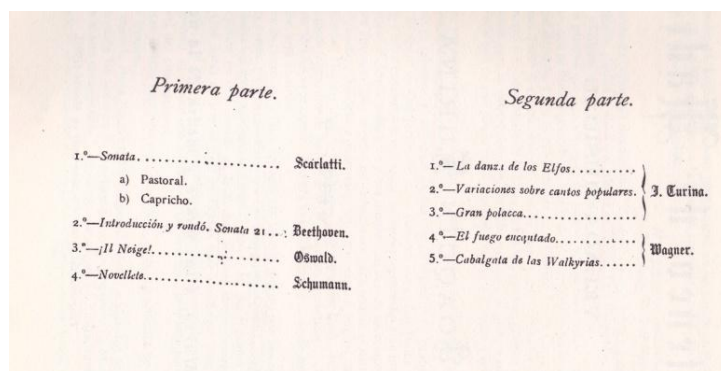 Primera parte.
1.º—Sonata........................ Scarlatti.
a) Pastoral.
b) Capricho.
2.º—Introducción y rondó. Sonata 21... Beethoven.
3.º—¡Il Neige!..................... Oswald.
4.º—Novellete...................... Schumann.
Segunda parte.
1.º—La danza de los Elfos..........
2.º—Variaciones sobre cantos populares. J. Turina.
3.º—Gran polacca.................
4.º—El fuego encantado............
5.º—Cabalgata de las Walkyrias...... Wagner.